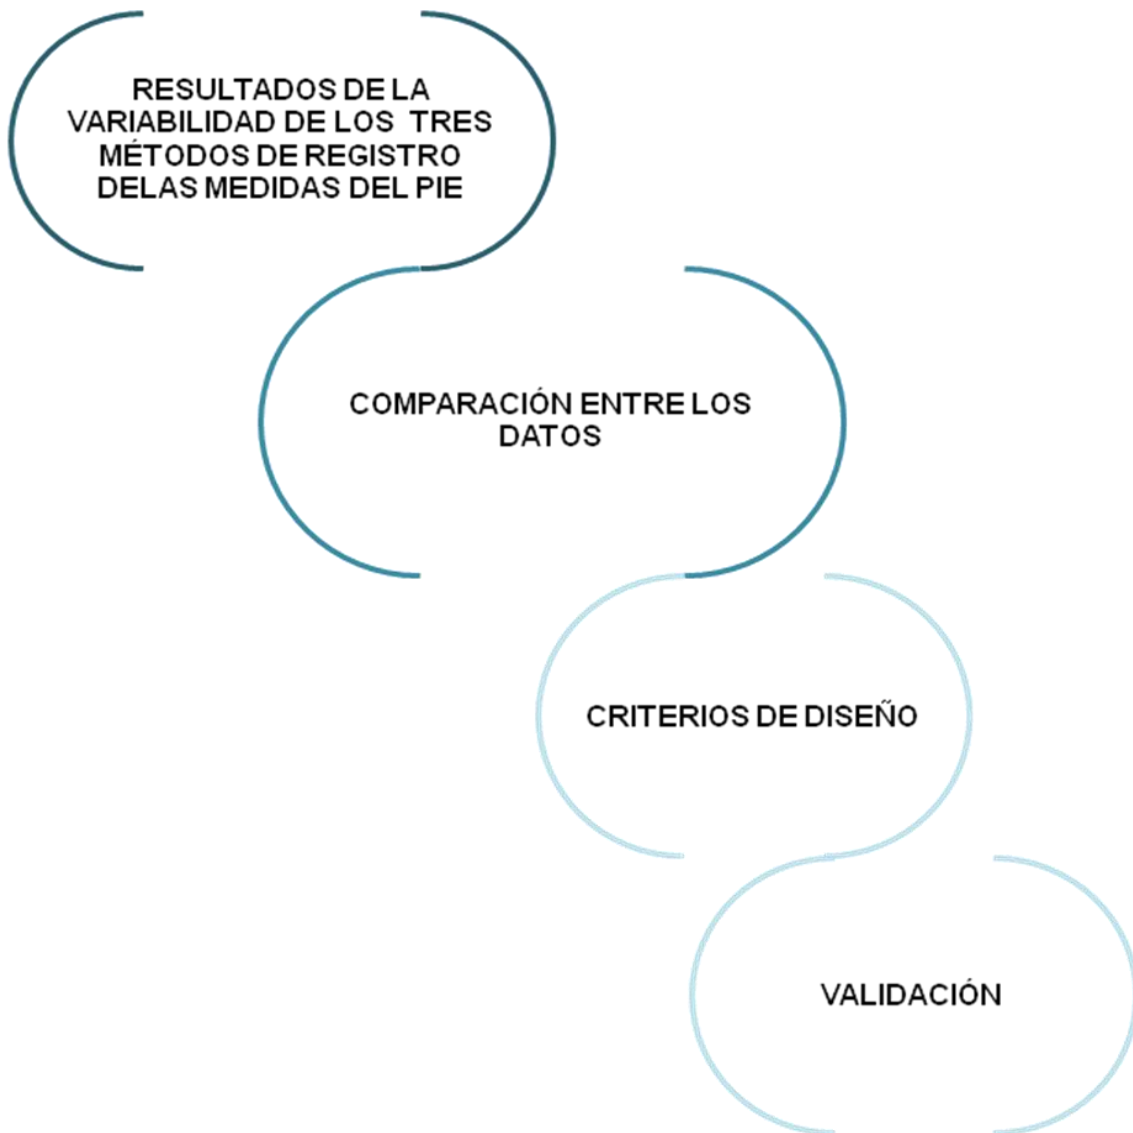 RESULTADOS DE LA
VARIABILIDAD DE LOS TRES
MÉTODOS DE REGISTRO
DELAS MEDIDAS DEL PIE
COMPARACIÓN ENTRE LOS
DATOS
CRITERIOS DE DISEÑO
VALIDACIÓN